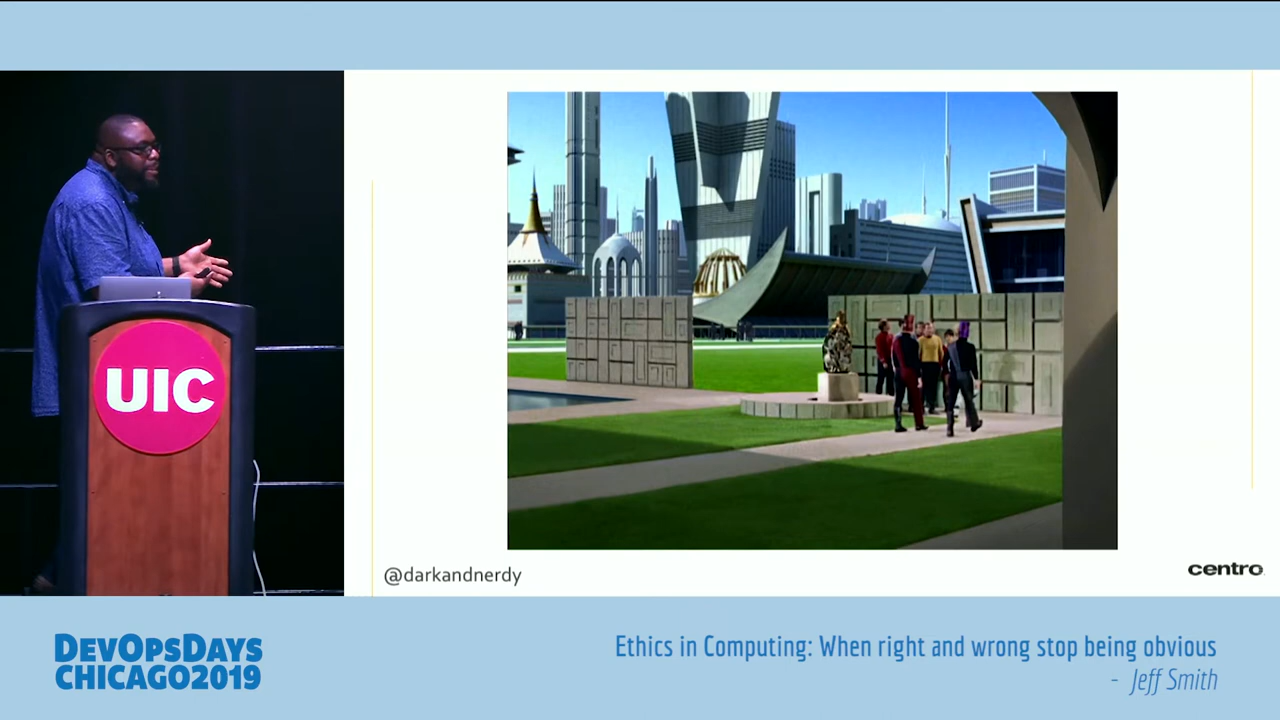 UIC
@darkandnerdy
centro
DEVOPSDAYS
CHICAGO2019
Ethics in Computing: When right and wrong stop being obvious
- Jeff Smith